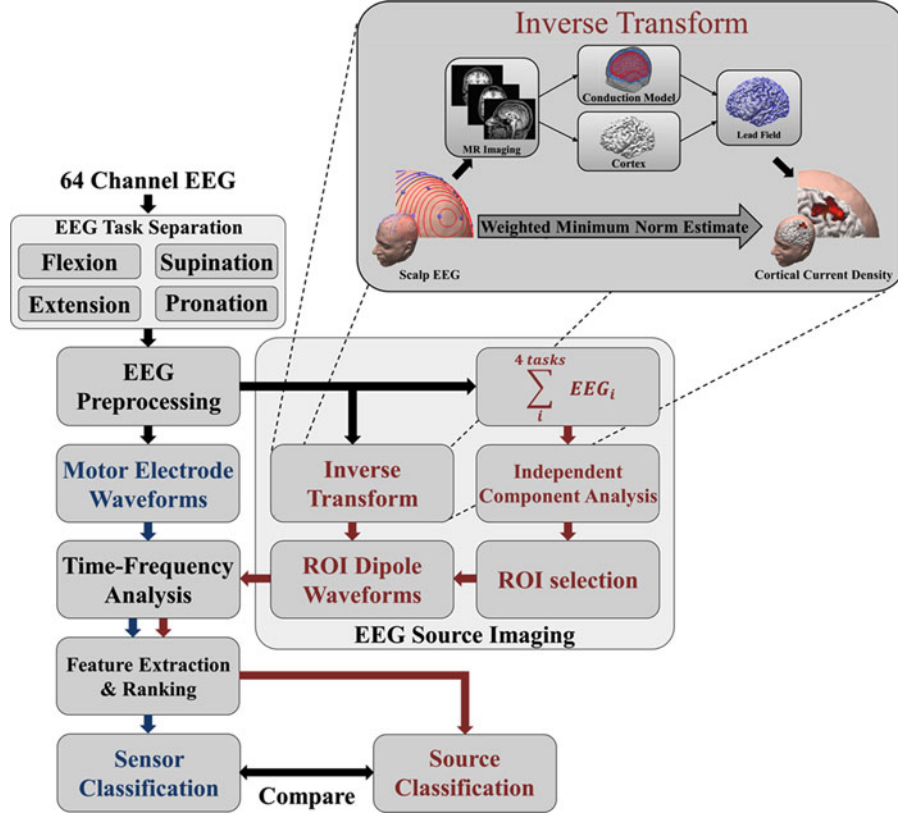 Inverse Transform
MR Imaging
Conduction Model
Cortex
Lead Field
Weighted Minimum Norm Estimate
Scalp EEG
Cortical Current Density
64 Channel EEG
EEG Task Separation
Flexion
Supination
Extension
Pronation
EEG
Preprocessing
4 tasks
∑ EEGᵢ
i
Motor Electrode
Waveforms
Inverse
Transform
Independent
Component Analysis
Time-Frequency
Analysis
ROI Dipole
Waveforms
ROI selection
EEG Source Imaging
Feature Extraction
& Ranking
Sensor
Classification
Compare
Source
Classification